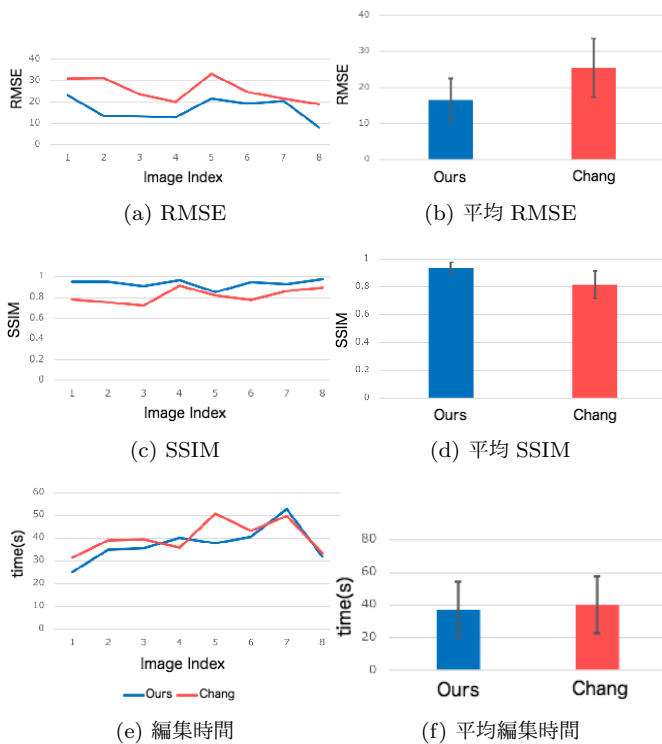 RMSE
40
30
20
10
0
1 2 3 4 5 6 7 8
Image Index
(a) RMSE
RMSE
40
30
20
10
0
Ours Chang
(b) 平均 RMSE
SSIM
1
0.8
0.6
0.4
0.2
0
1 2 3 4 5 6 7 8
Image Index
(c) SSIM
SSIM
1
0.8
0.6
0.4
0.2
0
Ours Chang
(d) 平均 SSIM
time(s)
60
50
40
30
20
10
0
1 2 3 4 5 6 7 8
Image Index
Ours Chang
(e) 編集時間
time(s)
80
60
40
20
0
Ours Chang
(f) 平均編集時間